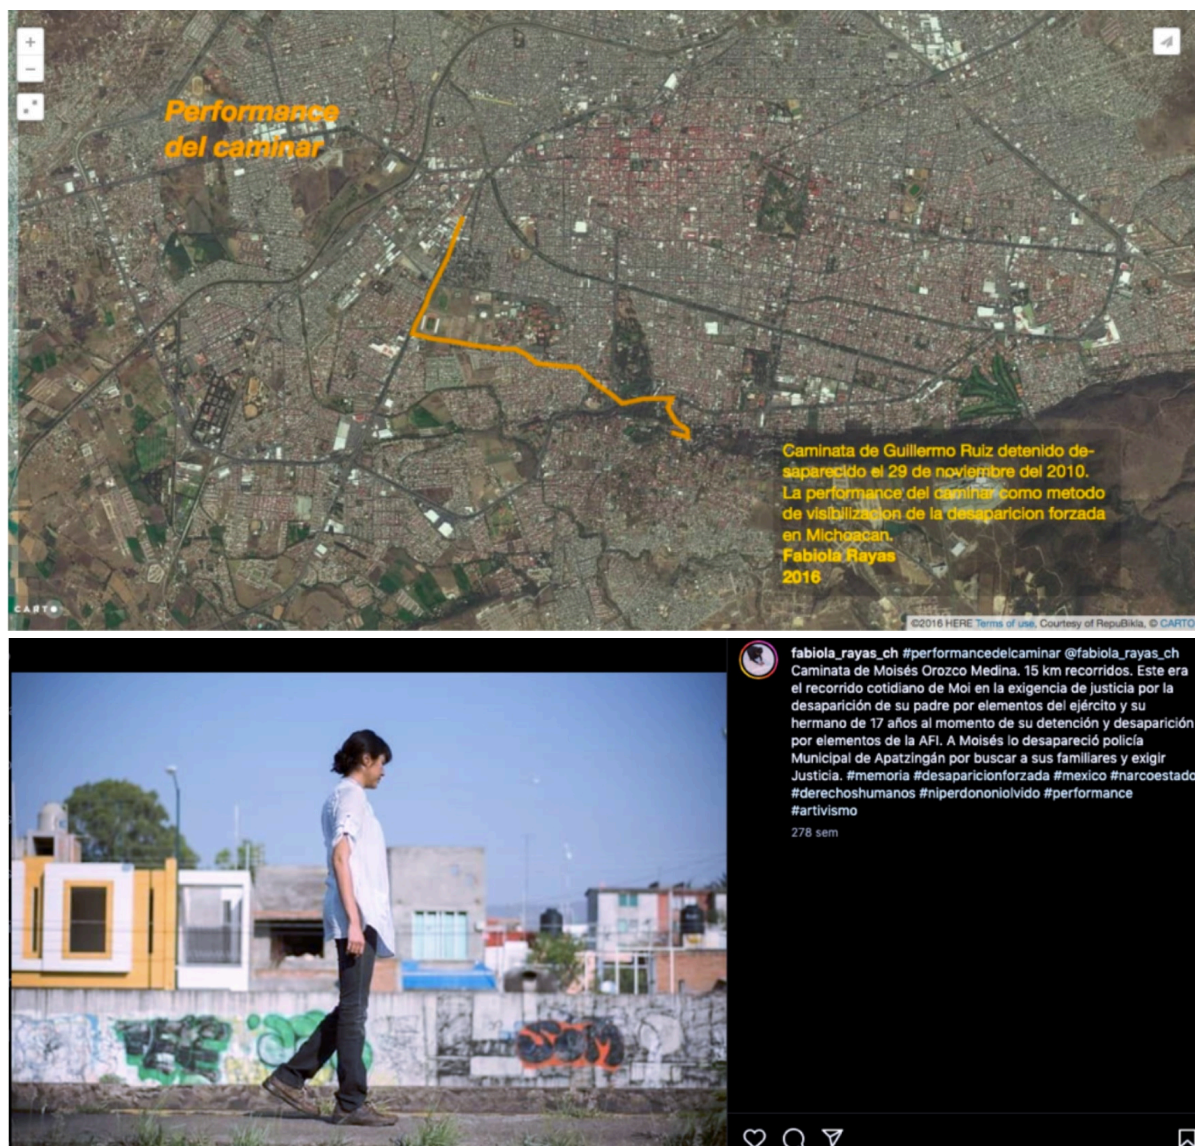 +
−
Performance
del caminar
Caminata de Guillermo Ruiz detenido de-
saparecido el 29 de noviembre del 2010.
La performance del caminar como metodo
de visibilizacion de la desaparicion forzada
en Michoacan.
Fabiola Rayas
2016
CARTO
©2016 HERE Terms of use, Courtesy of RepuBikla, © CARTO
fabiola_rayas_ch #performancedelcaminar @fabiola_rayas_ch
Caminata de Moisés Orozco Medina. 15 km recorridos. Este era
el recorrido cotidiano de Moi en la exigencia de justicia por la
desaparición de su padre por elementos del ejército y su
hermano de 17 años al momento de su detención y desaparición
por elementos de la AFI. A Moisés lo desapareció policía
Municipal de Apatzingán por buscar a sus familiares y exigir
Justicia. #memoria #desaparicionforzada #mexico #narcoestado
#derechoshumanos #niperdononiolvido #performance
#artivismo
278 sem